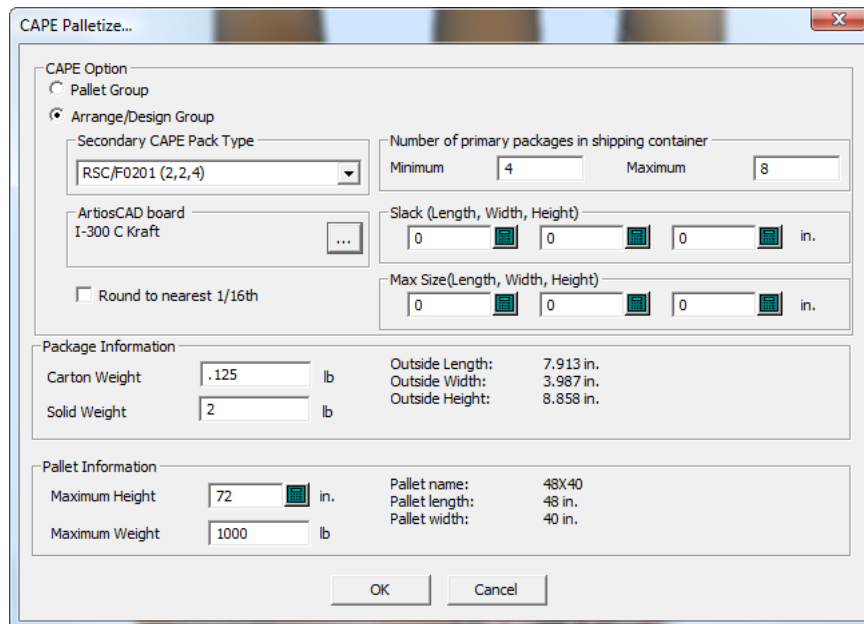 CAPE Palletize...
CAPE Option
Pallet Group
Arrange/Design Group
Secondary CAPE Pack Type
RSC/F0201 (2,2,4)
Number of primary packages in shipping container
Minimum 4 Maximum 8
ArtiosCAD board
I-300 C Kraft
...
Slack (Length, Width, Height)
0 0 0 in.
Round to nearest 1/16th
Max Size(Length, Width, Height)
0 0 0 in.
Package Information
Carton Weight .125 lb
Solid Weight 2 lb
Outside Length: 7.913 in.
Outside Width: 3.987 in.
Outside Height: 8.858 in.
Pallet Information
Maximum Height 72 in.
Maximum Weight 1000 lb
Pallet name: 48X40
Pallet length: 48 in.
Pallet width: 40 in.
OK Cancel